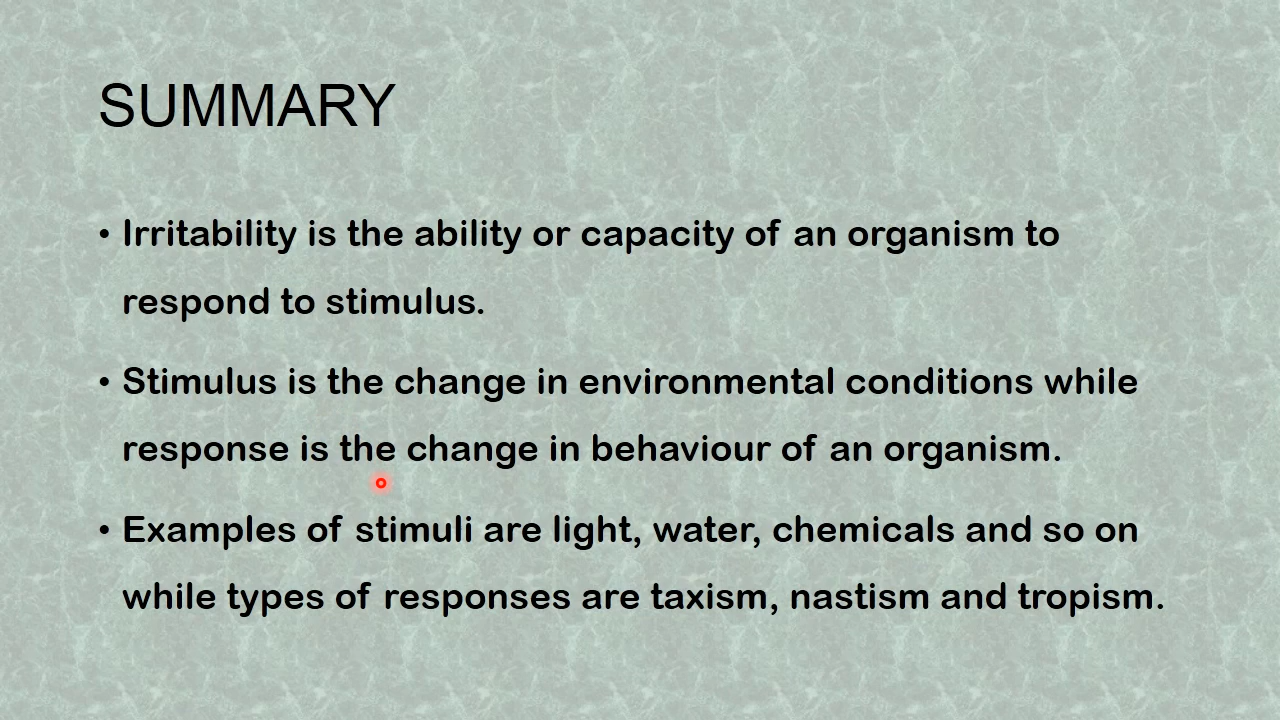 SUMMARY
• Irritability is the ability or capacity of an organism to
respond to stimulus.
• Stimulus is the change in environmental conditions while
response is the change in behaviour of an organism.
• Examples of stimuli are light, water, chemicals and so on
while types of responses are taxism, nastism and tropism.